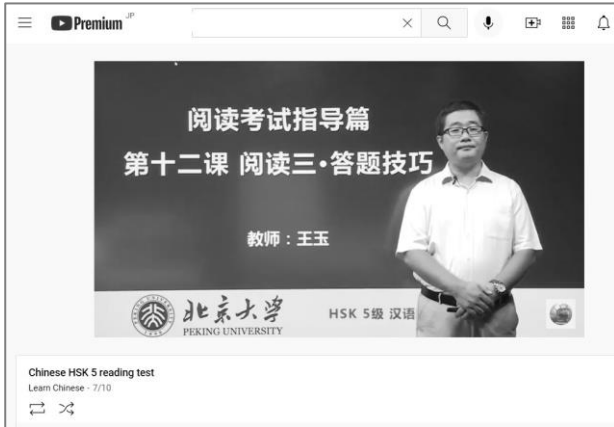 Premium JP
阅读考试指导篇
第十二课 阅读三·答题技巧
教师：王玉
北京大学
PEKING UNIVERSITY
HSK 5级 汉语
Chinese HSK 5 reading test
Learn Chinese - 7/10